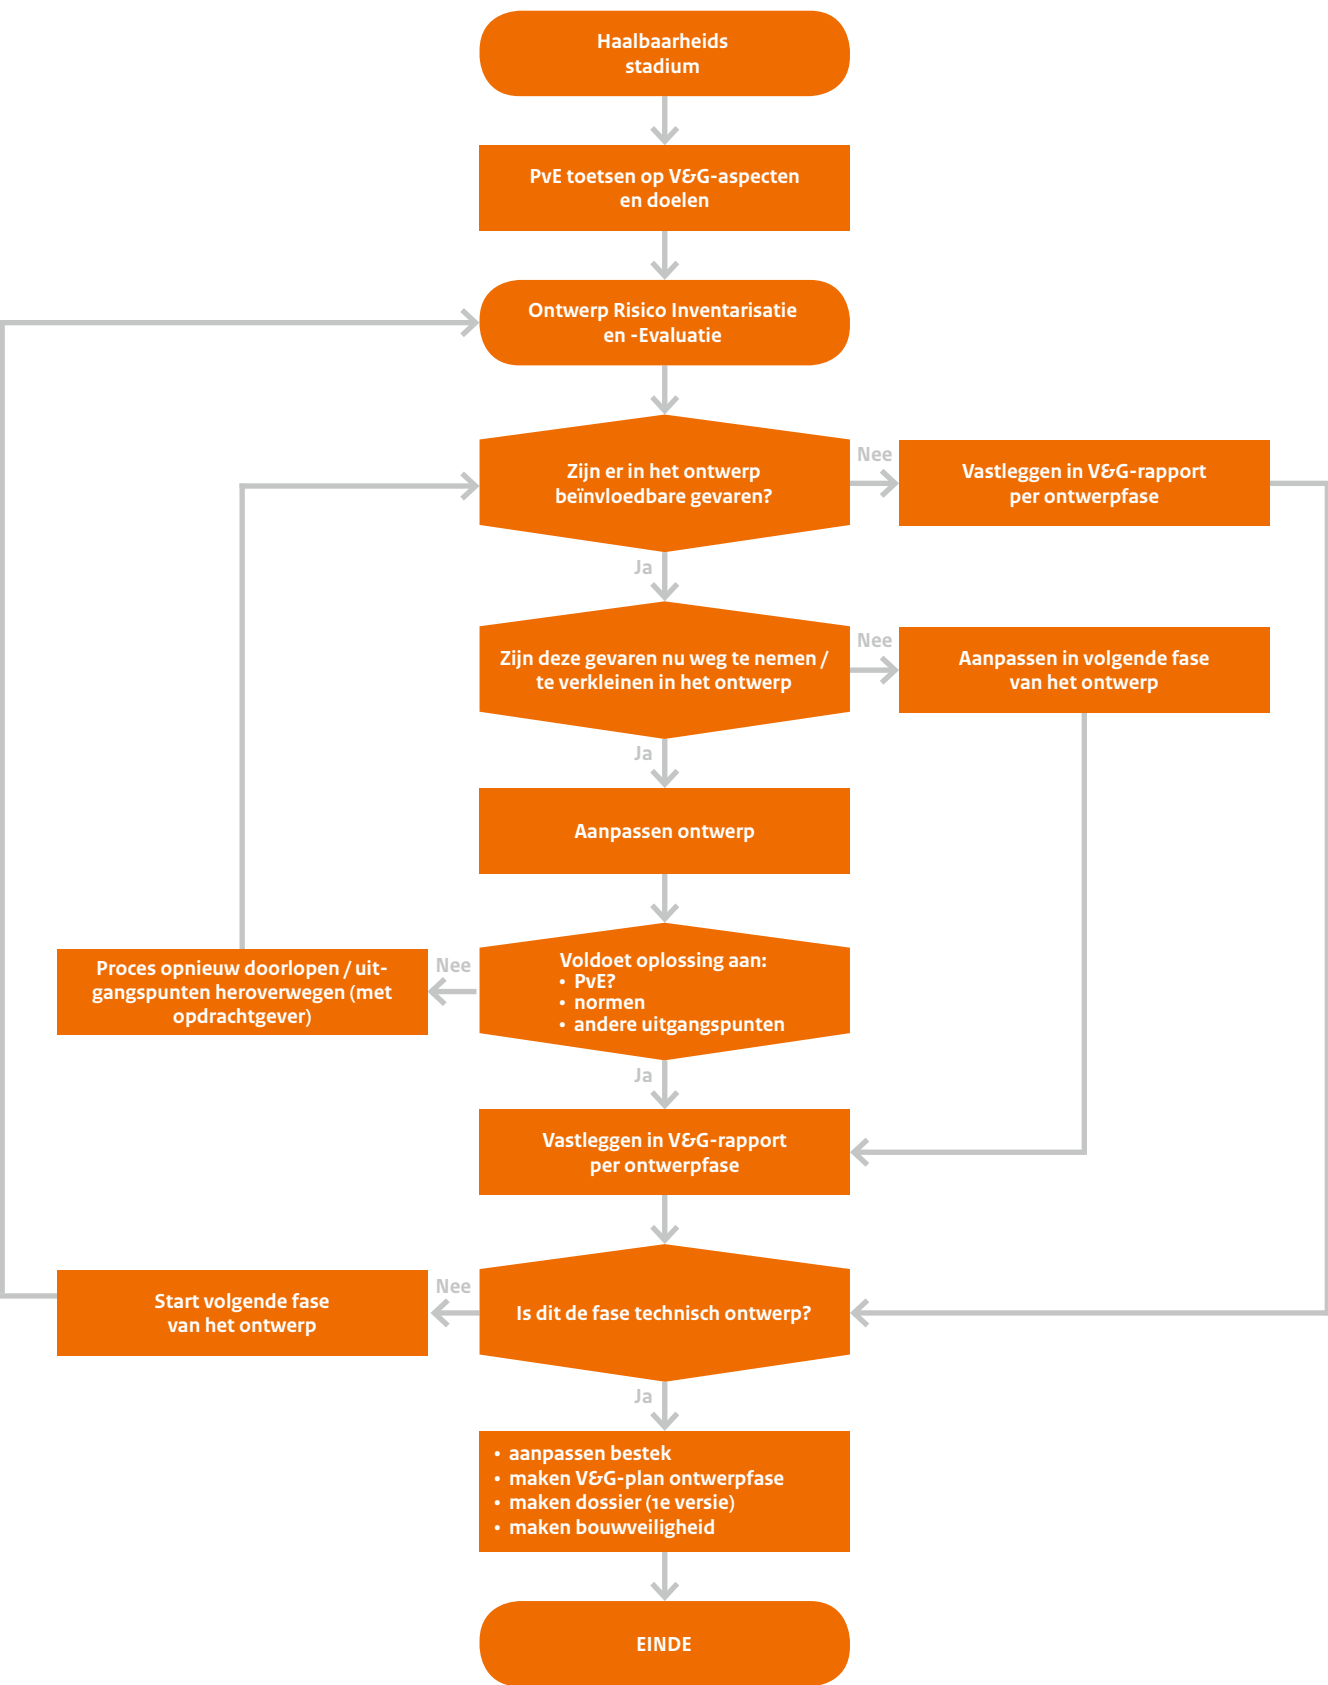 Haalbaarheids
stadium
PvE toetsen op V&G-aspecten
en doelen
Ontwerp Risico Inventarisatie
en -Evaluatie
Zijn er in het ontwerp
beïnvloedbare gevaren?
Nee
Vastleggen in V&G-rapport
per ontwerpfase
Ja
Zijn deze gevaren nu weg te nemen /
te verkleinen in het ontwerp
Nee
Aanpassen in volgende fase
van het ontwerp
Ja
Aanpassen ontwerp
Voldoet oplossing aan:
• PvE?
• normen
• andere uitgangspunten
Nee
Proces opnieuw doorlopen / uit-
gangspunten heroverwegen (met
opdrachtgever)
Ja
Vastleggen in V&G-rapport
per ontwerpfase
Is dit de fase technisch ontwerp?
Nee
Start volgende fase
van het ontwerp
Ja
• aanpassen bestek
• maken V&G-plan ontwerpfase
• maken dossier (1e versie)
• maken bouwveiligheid
EINDE